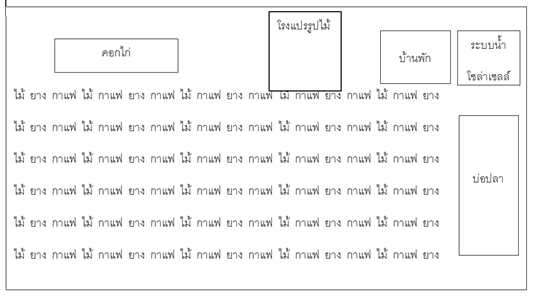 โรงแปรรูปไม้
คอกไก่
บ้านพัก
ระบบน้ำ
โซล่าเซลล์
ไม้ ยาง กาแฟ ไม้ กาแฟ ยาง กาแฟ ไม้ กาแฟ ยาง กาแฟ ไม้ กาแฟ ยาง กาแฟ ไม้ กาแฟ ยาง
ไม้ ยาง กาแฟ ไม้ กาแฟ ยาง กาแฟ ไม้ กาแฟ ยาง กาแฟ ไม้ กาแฟ ยาง กาแฟ ไม้ กาแฟ ยาง
ไม้ ยาง กาแฟ ไม้ กาแฟ ยาง กาแฟ ไม้ กาแฟ ยาง กาแฟ ไม้ กาแฟ ยาง กาแฟ ไม้ กาแฟ ยาง
บ่อปลา
ไม้ ยาง กาแฟ ไม้ กาแฟ ยาง กาแฟ ไม้ กาแฟ ยาง กาแฟ ไม้ กาแฟ ยาง กาแฟ ไม้ กาแฟ ยาง
ไม้ ยาง กาแฟ ไม้ กาแฟ ยาง กาแฟ ไม้ กาแฟ ยาง กาแฟ ไม้ กาแฟ ยาง กาแฟ ไม้ กาแฟ ยาง
ไม้ ยาง กาแฟ ไม้ กาแฟ ยาง กาแฟ ไม้ กาแฟ ยาง กาแฟ ไม้ กาแฟ ยาง กาแฟ ไม้ กาแฟ ยาง